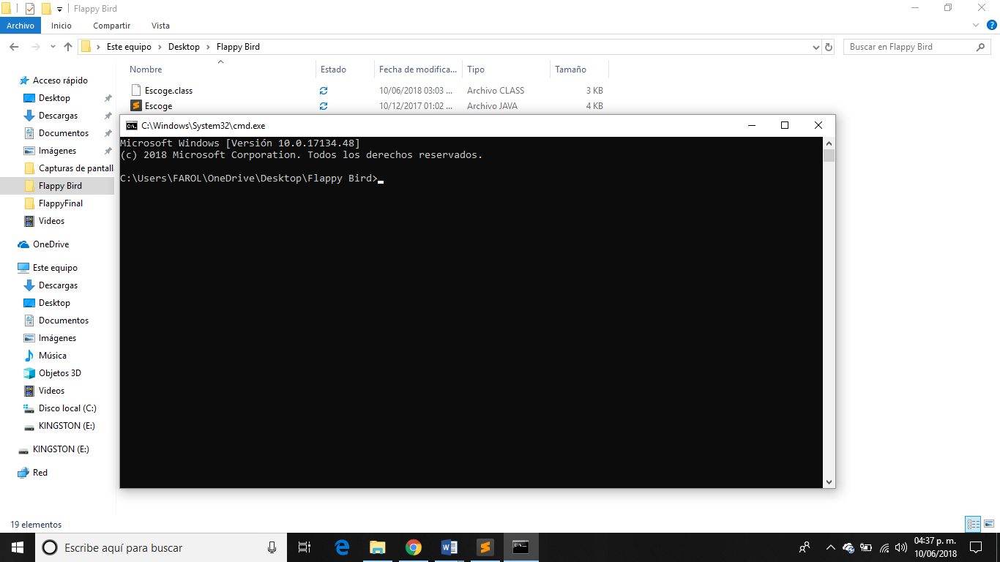 Flappy Bird
Archivo Inicio Compartir Vista
Este equipo Desktop Flappy Bird
Buscar en Flappy Bird
Nombre Estado Fecha de modifica... Tipo Tamaño
Escoge.class 10/06/2018 03:03 ... Archivo CLASS 3 KB
Escoge 10/12/2017 01:02 ... Archivo JAVA 4 KB
Acceso rápido
Desktop
Descargas
Documentos
Imágenes
Capturas de pantall
Flappy Bird
FlappyFinal
Videos
OneDrive
Este equipo
Descargas
Desktop
Documentos
Imágenes
Música
Objetos 3D
Videos
Disco local (C:)
KINGSTON (E:)
KINGSTON (E:)
Red
C:\Windows\System32\cmd.exe
Microsoft Windows [Versión 10.0.17134.48]
(c) 2018 Microsoft Corporation. Todos los derechos reservados.
C:\Users\FAROL\OneDrive\Desktop\Flappy Bird>
19 elementos
Escribe aquí para buscar
04:37 p. m.
10/06/2018